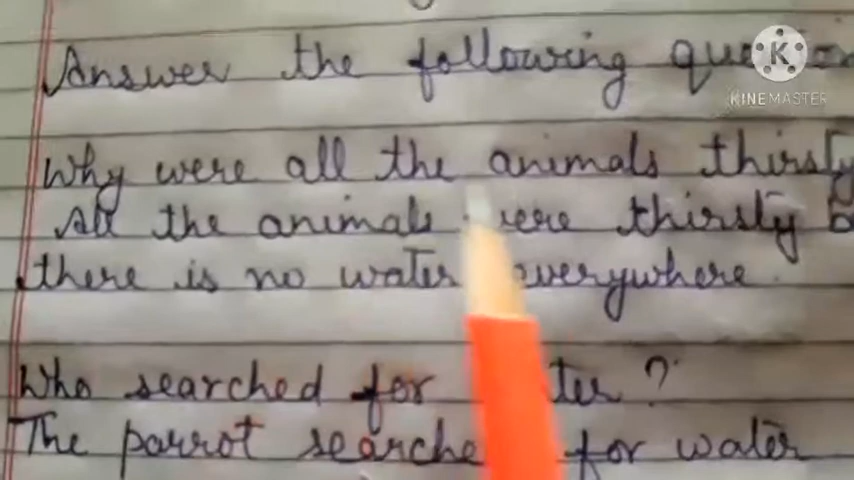 Answer the following
K
KINEMASTER
Why were all the animals thirsty
All the animals were thirsty
there is no water everywhere.
Who searched for ?
The parrot for water